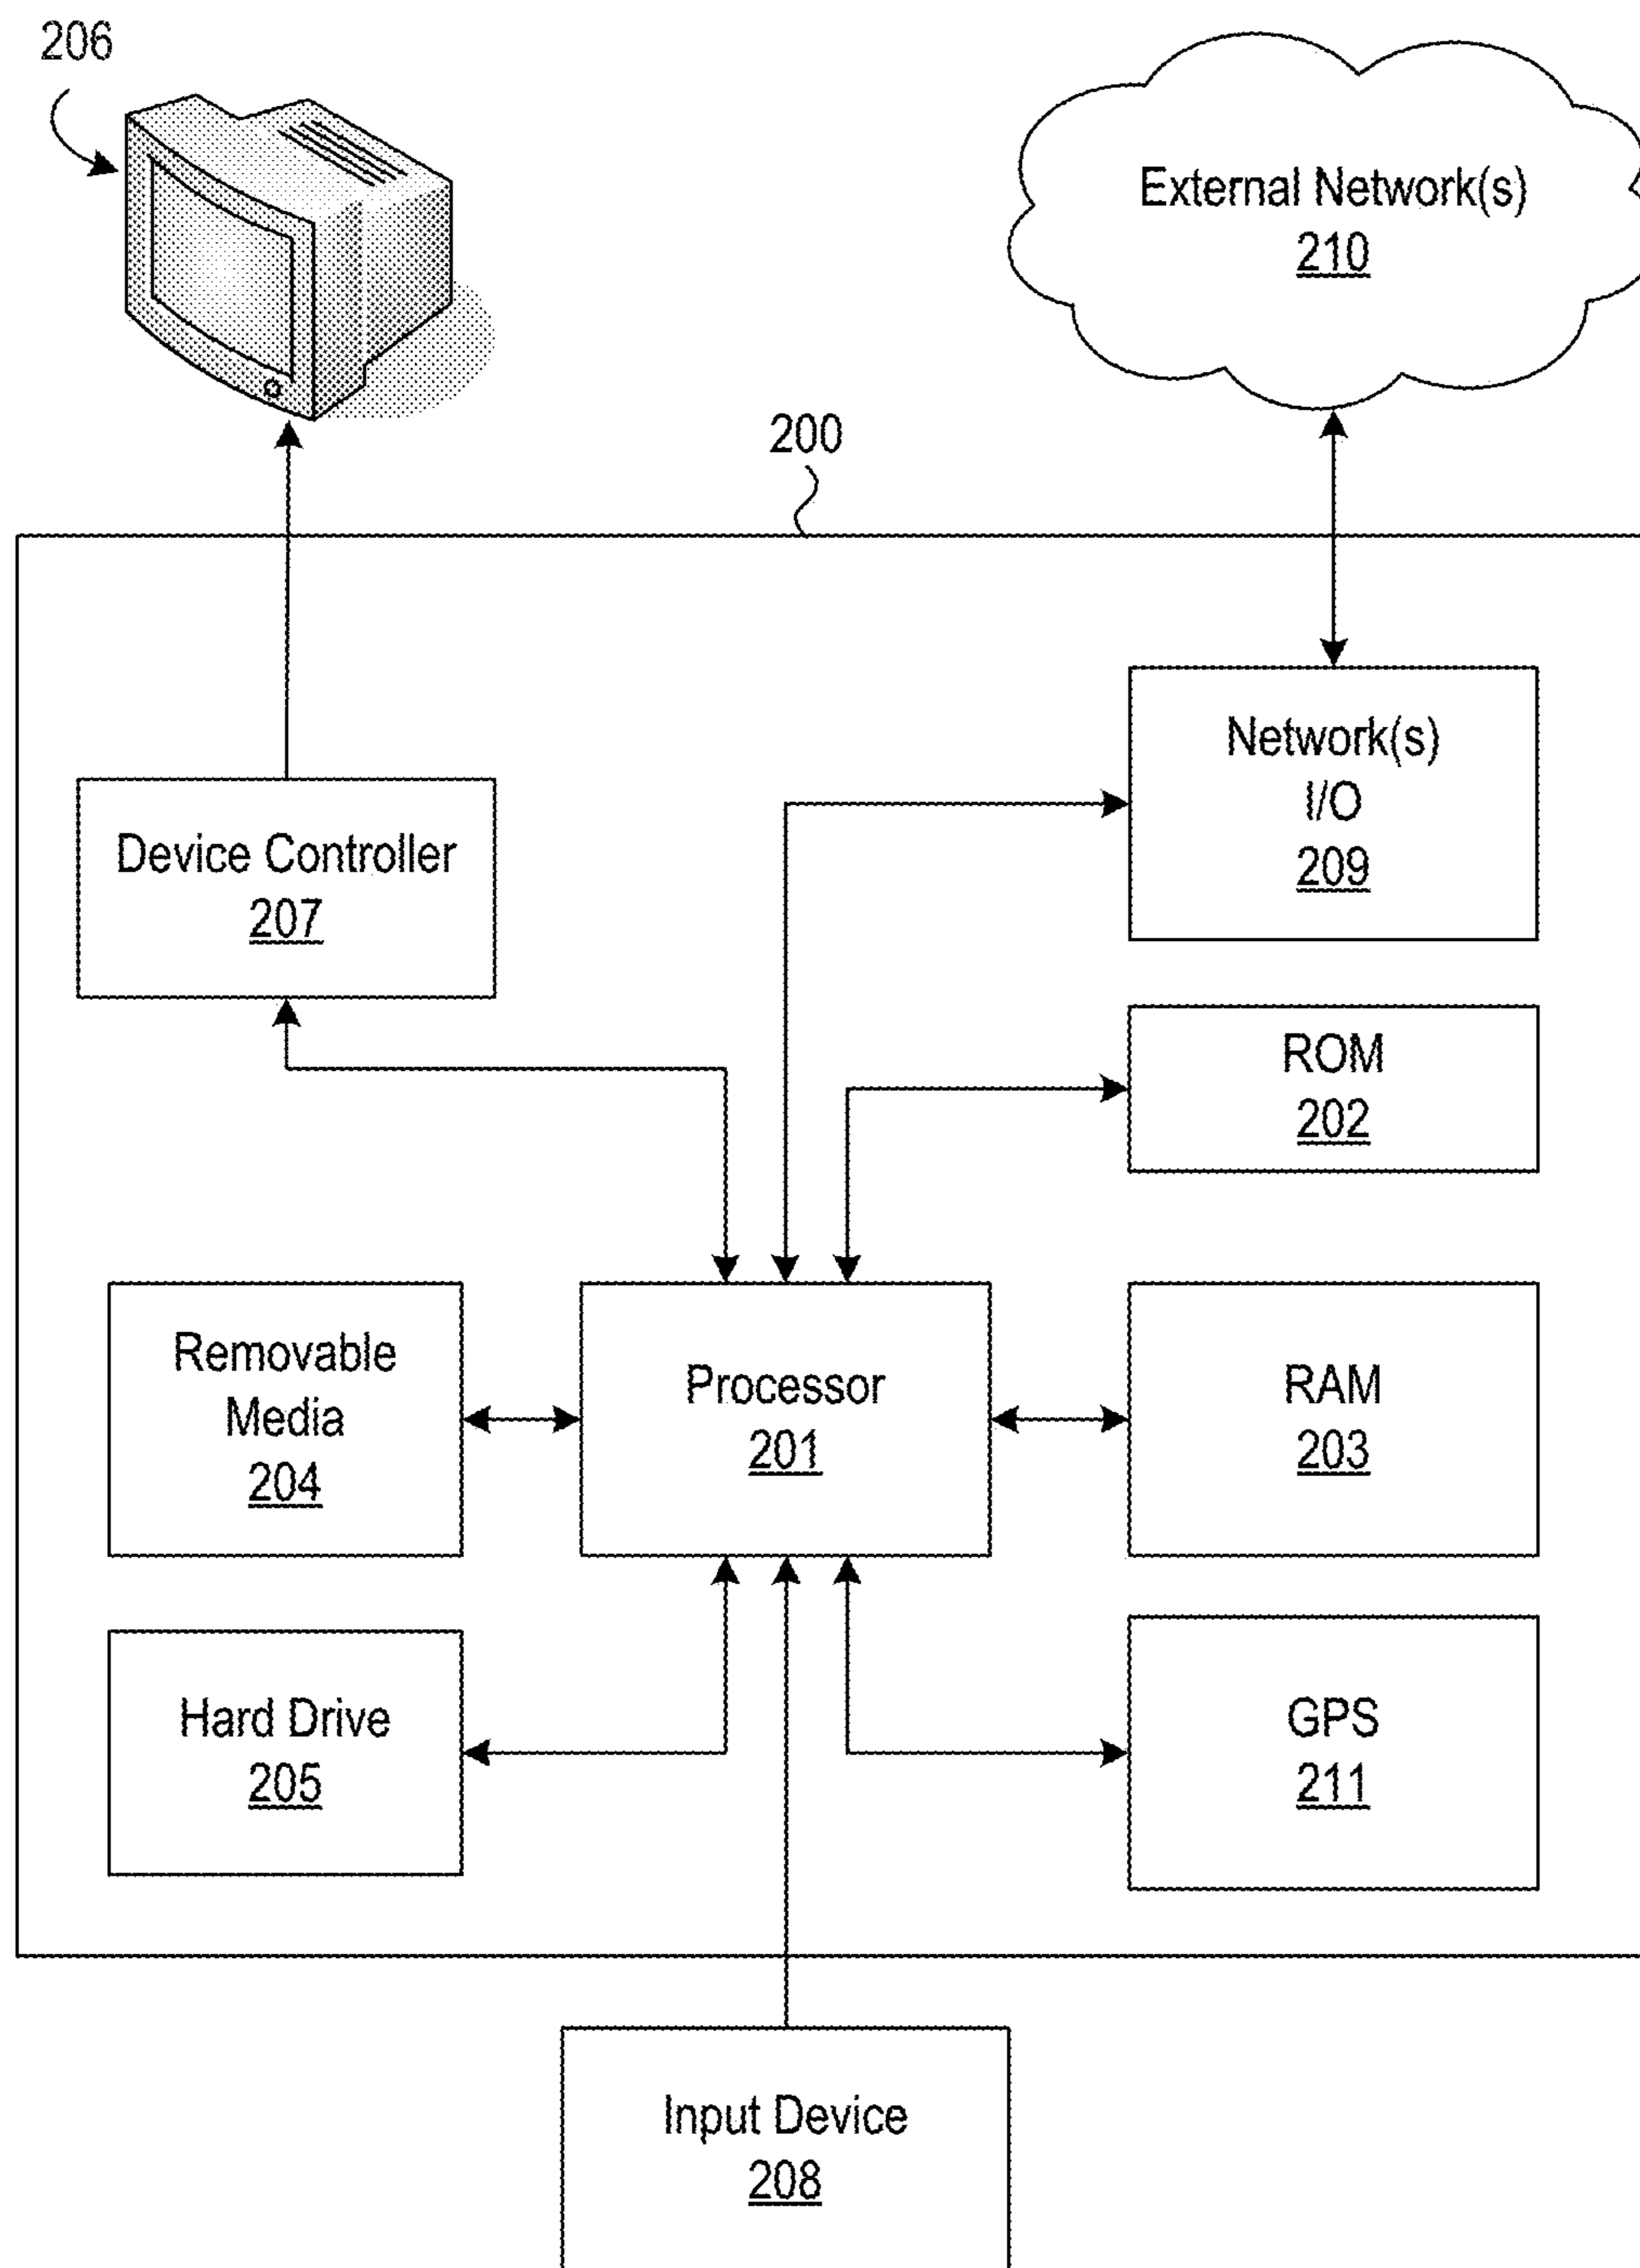 206
External Network(s)
210
200
Network(s)
I/O
209
Device Controller
207
ROM
202
Removable
Media
204
Processor
201
RAM
203
Hard Drive
205
GPS
211
Input Device
208